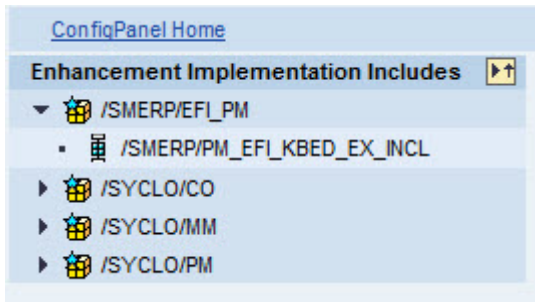 ConfigPanel Home
Enhancement Implementation Includes
/SMERP/EFI_PM
/SMERP/PM_EFI_KBED_EX_INCL
/SYCLO/CO
/SYCLO/MM
/SYCLO/PM